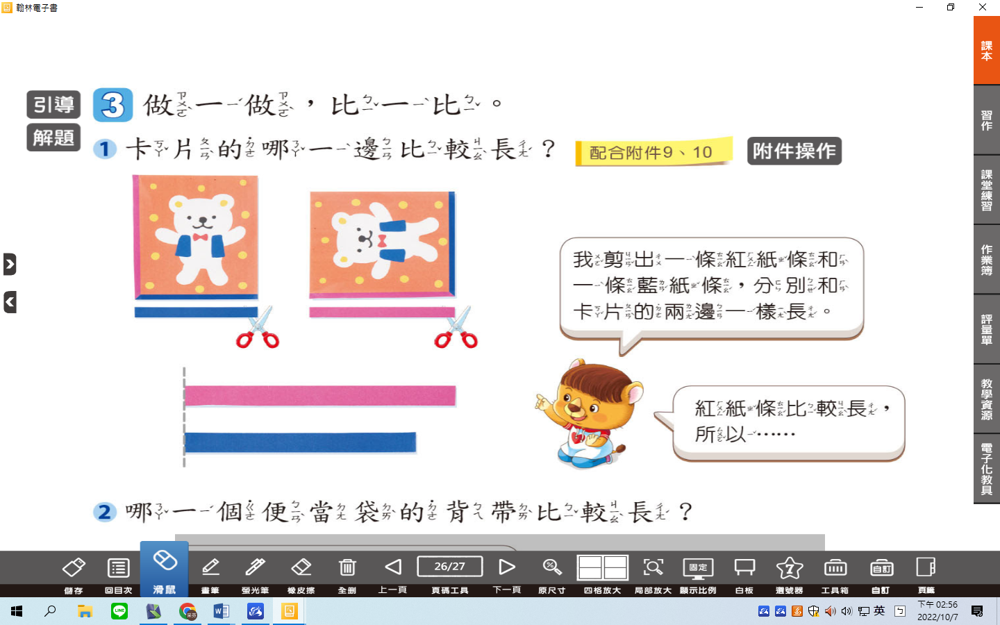 翰林電子書
課本
引導
3 做一做，比一比。
解題
1 卡片的哪一邊比較長？
配合附件9、10
附件操作
習作
課堂練習
我剪出一條紅紙條和
一條藍紙條，分別和
卡片的兩邊一樣長。
作業簿
評量單
紅紙條比較長，
所以……
教學資源
電子化教具
2 哪一個便當袋的背帶比較長？
儲存
回目次
滑鼠
畫筆
螢光筆
橡皮擦
全刪
上一頁
26/27
頁碼工具
下一頁
原尺寸
四格放大
局部放大
固定
顯示比例
白板
7
選號器
工具箱
自訂
自訂
頁籤
英
ㄅ
下午 02:56
2022/10/7